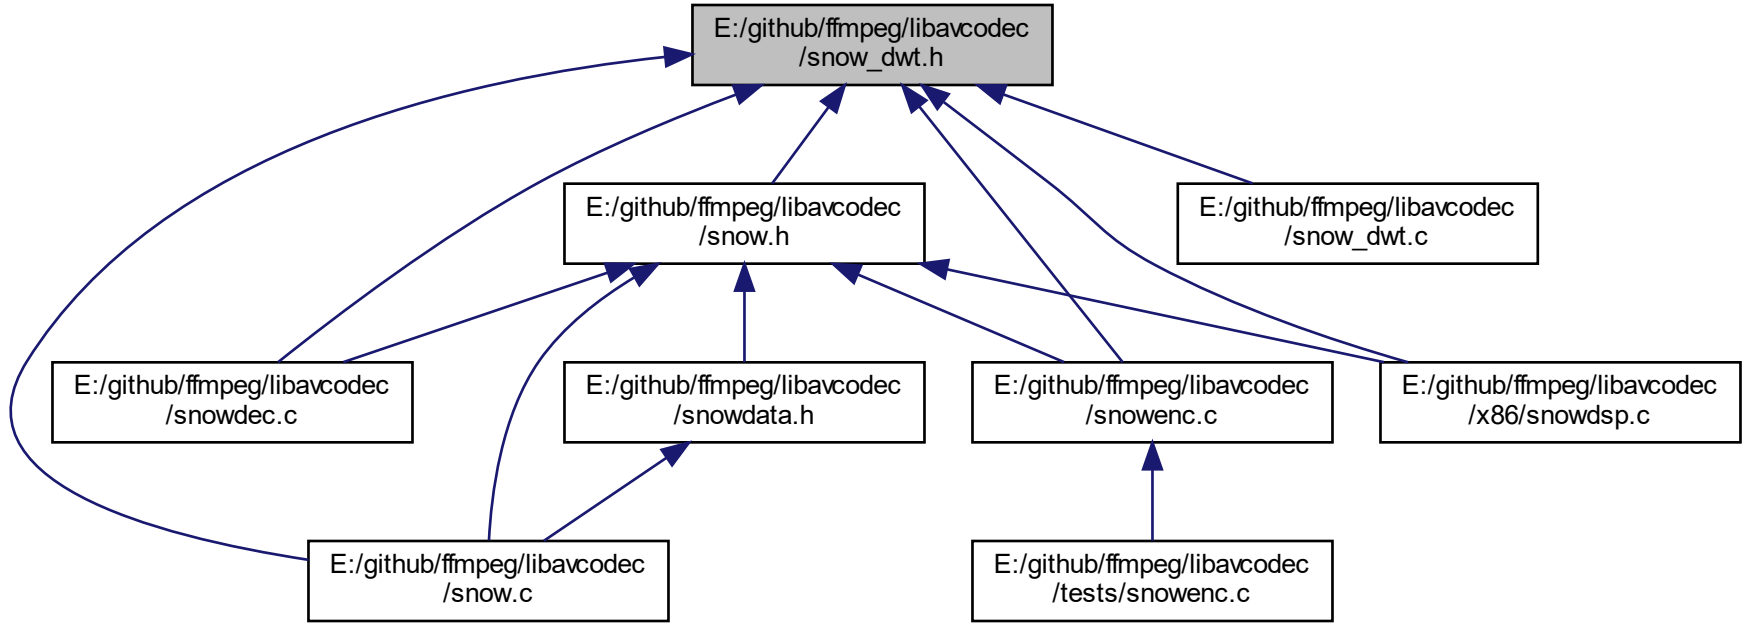 E:/github/ffmpeg/libavcodec
/snow_dwt.h
E:/github/ffmpeg/libavcodec
/snow.h
E:/github/ffmpeg/libavcodec
/snow_dwt.c
E:/github/ffmpeg/libavcodec
/snowdec.c
E:/github/ffmpeg/libavcodec
/snowdata.h
E:/github/ffmpeg/libavcodec
/snowenc.c
E:/github/ffmpeg/libavcodec
/x86/snowdsp.c
E:/github/ffmpeg/libavcodec
/snow.c
E:/github/ffmpeg/libavcodec
/tests/snowenc.c